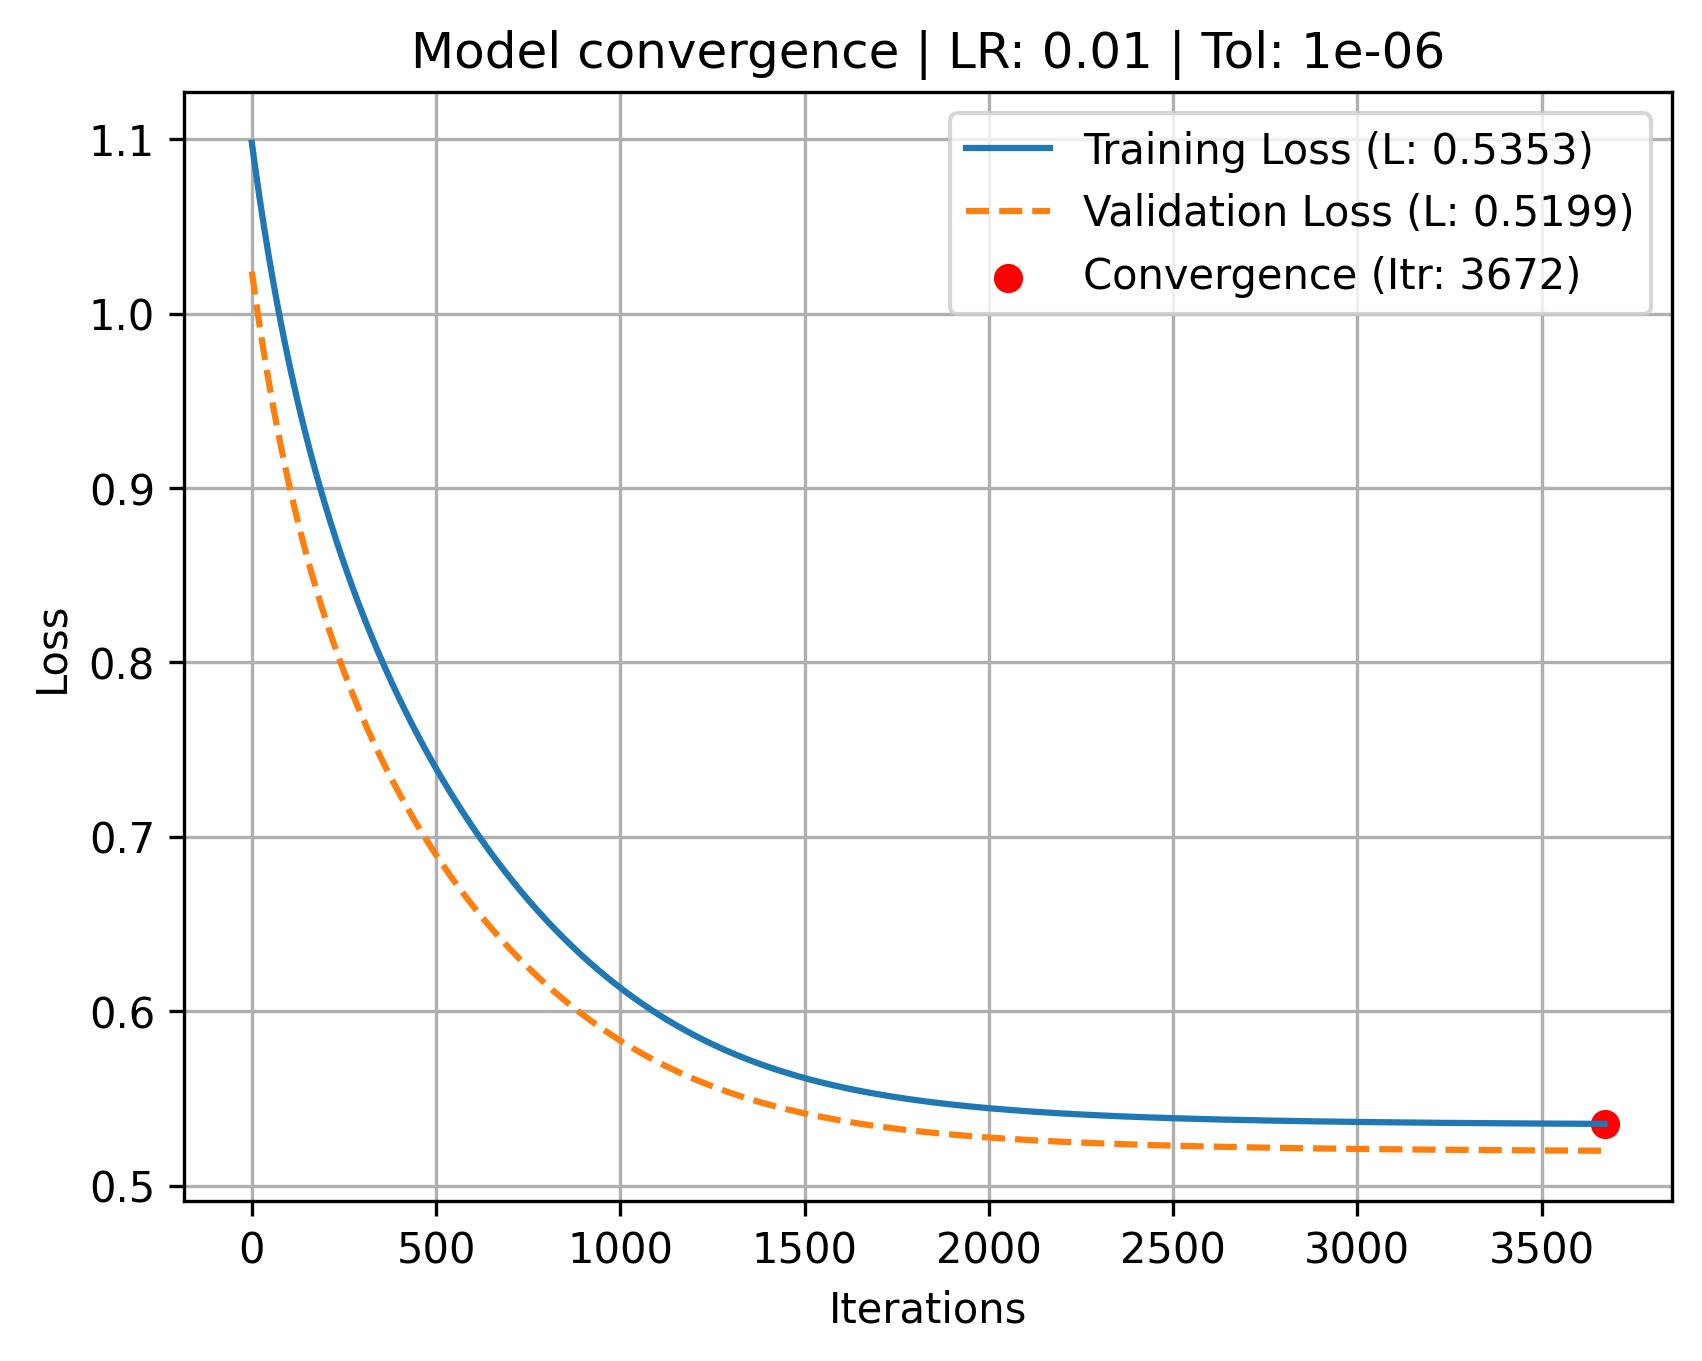 Model convergence | LR: 0.01 | Tol: 1e-06
Training Loss (L: 0.5353)
Validation Loss (L: 0.5199)
Convergence (Itr: 3672)
1.1
1.0
0.9
0.8
0.7
0.6
0.5
Loss
0 500 1000 1500 2000 2500 3000 3500
Iterations